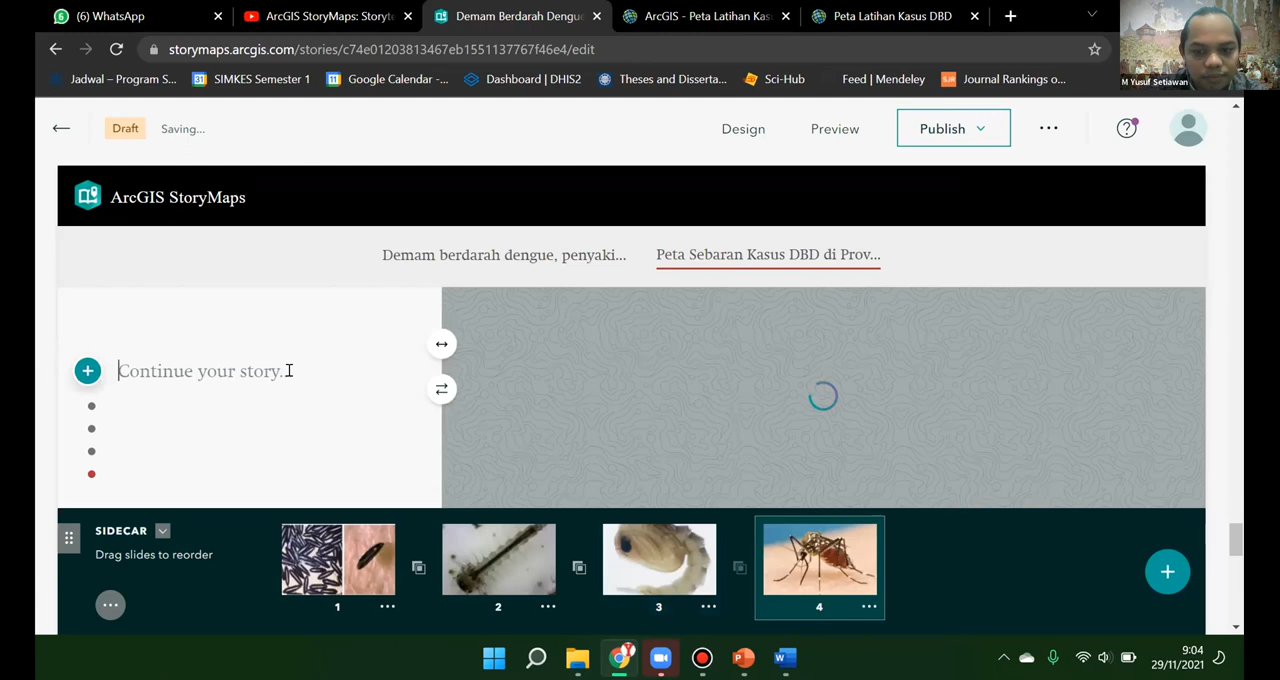 (6) WhatsApp
ArcGIS StoryMaps: Storyte
Demam Berdarah Dengue
ArcGIS - Peta Latihan Kas
Peta Latihan Kasus DBD
storymaps.arcgis.com/stories/c74e01203813467eb1551137767f46e4/edit
M Yusuf Setiawan
Jadwal – Program S...
SIMKES Semester 1
Google Calendar -...
Dashboard | DHIS2
Theses and Disserta...
Sci-Hub
Feed | Mendeley
Journal Rankings o...
Draft
Saving...
Design
Preview
Publish
ArcGIS StoryMaps
Demam berdarah dengue, penyaki...
Peta Sebaran Kasus DBD di Prov...
Continue your story.
SIDECAR
Drag slides to reorder
1
2
3
4
9:04
29/11/2021